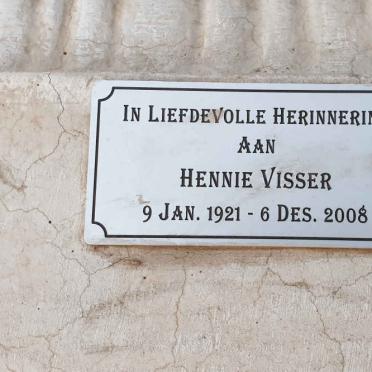 In Liefdevolle Herinnerin
Aan
Hennie Visser
9 Jan. 1921 - 6 Des. 2008